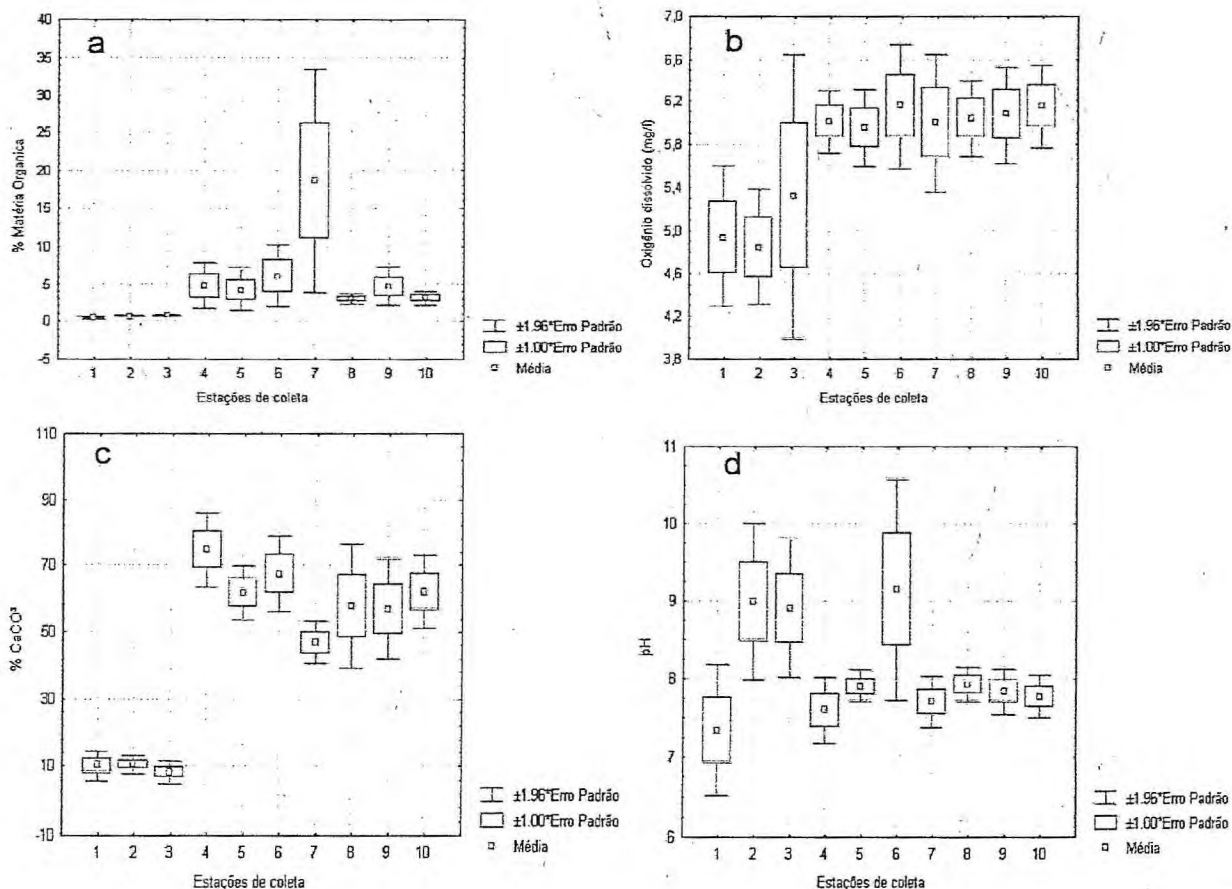 a
% Matéria Organica
40
35
30
25
20
15
10
5
0
-5
1 2 3 4 5 6 7 8 9 10
Estações de coleta
±1.96*Erro Padrão
±1.00*Erro Padrão
Média
b
Oxigênio dissolvido (mg/l)
7,0
6,6
6,2
5,8
5,4
5,0
4,6
4,2
3,8
1 2 3 4 5 6 7 8 9 10
Estações de coleta
±1.96*Erro Padrão
±1.00*Erro Padrão
Média
c
% CaCO³
110
90
70
50
30
10
-10
1 2 3 4 5 6 7 8 9 10
Estações de coleta
±1.96*Erro Padrão
±1.00*Erro Padrão
Média
d
pH
11
10
9
8
7
6
1 2 3 4 5 6 7 8 9 10
Estações de coleta
±1.96*Erro Padrão
±1.00*Erro Padrão
Média